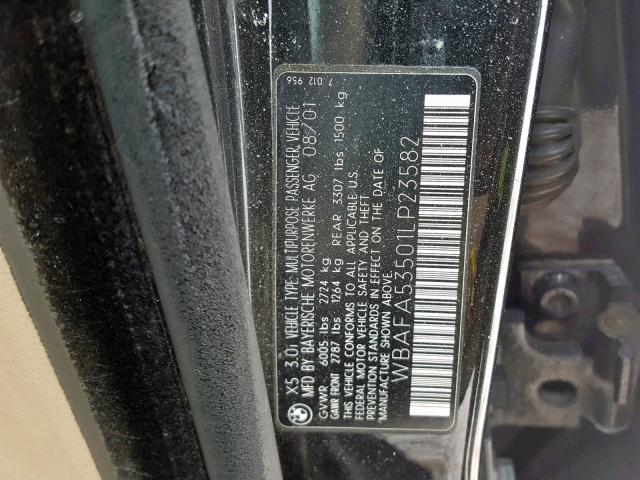 7 012 956
X5 3.0i VEHICLE TYPE: MULTIPURPOSE PASSENGER VEHICLE
MFD BY BAYERISCHE MOTORENWERKE AG 08/01
GVWR 6005 lbs 2724 kg
GAWR FRONT 2787 lbs 1264 kg REAR 3307 lbs 1500 kg
THIS VEHICLE CONFORMS TO ALL APPLICABLE U.S.
FEDERAL MOTOR VEHICLE SAFETY AND THEFT
PREVENTION STANDARDS IN EFFECT ON THE DATE OF
MANUFACTURE SHOWN ABOVE.
WBAFA53501LP23582